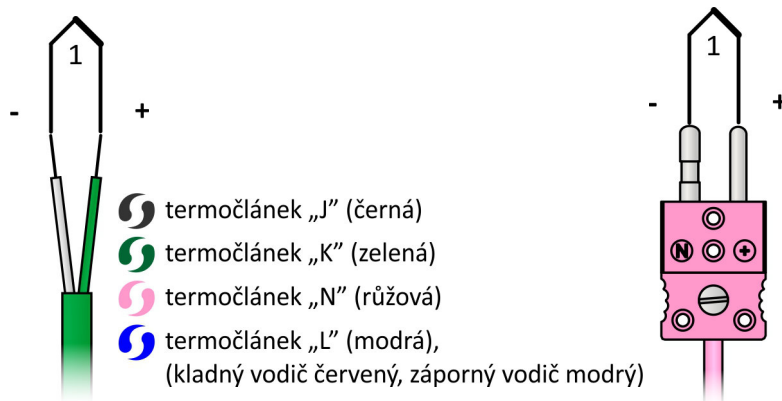 1
- +
termočlánek „J” (černá)
termočlánek „K” (zelená)
termočlánek „N” (růžová)
termočlánek „L” (modrá),
(kladný vodič červený, záporný vodič modrý)
1
- +
N +